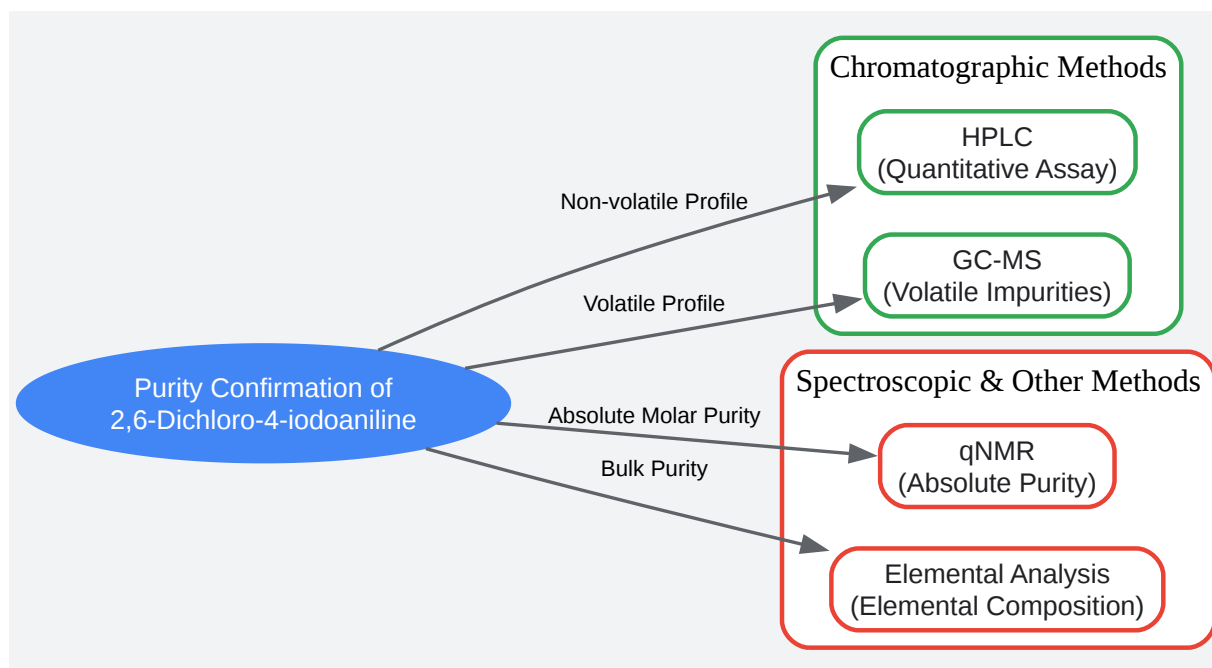 Chromatographic Methods
HPLC
(Quantitative Assay)
Non-volatile Profile
GC-MS
(Volatile Impurities)
Volatile Profile
Purity Confirmation of
2,6-Dichloro-4-iodoaniline
Spectroscopic & Other Methods
Absolute Molar Purity
qNMR
(Absolute Purity)
Bulk Purity
Elemental Analysis
(Elemental Composition)